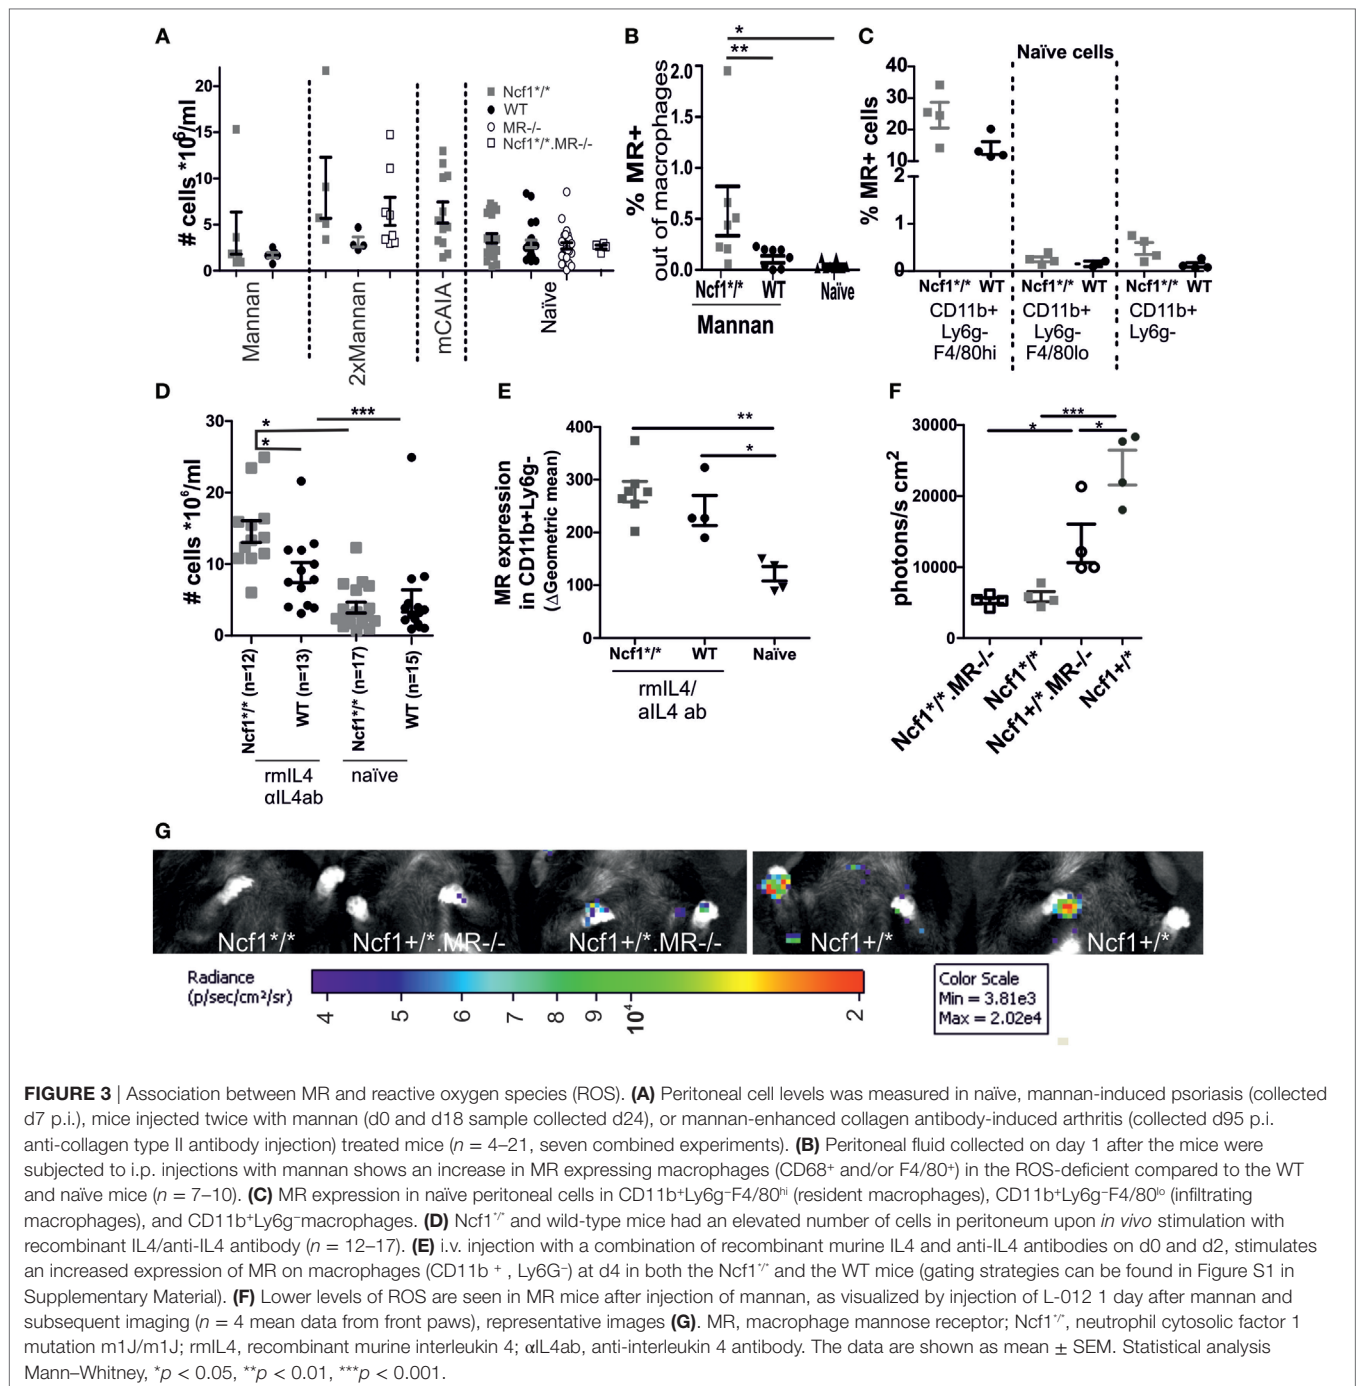 A
# cells *10⁶/ml
20
15
10
5
0
Ncf1*/*
WT
MR-/-
Ncf1*/*.MR-/-
Mannan
2xMannan
mCAIA
Naïve
B
*
**
% MR+
out of macrophages
2.0
1.5
1.0
0.5
0.0
Ncf1*/* WT Naïve
Mannan
C
Naïve cells
% MR+ cells
40
30
20
10
2
1
0
Ncf1*/* WT Ncf1*/* WT Ncf1*/* WT
CD11b+ CD11b+ CD11b+
Ly6g- Ly6g- Ly6g-
F4/80hi F4/80lo
D
# cells *10⁶/ml
30
20
10
0
*
*
***
Ncf1*/* (n=12)
WT (n=13)
Ncf1*/* (n=17)
WT (n=15)
rmIL4 naïve
αIL4ab
E
MR expression
in CD11b+Ly6g-
(ΔGeometric mean)
400
300
200
100
0
**
*
Ncf1*/* WT Naïve
rmIL4/
aIL4 ab
F
photons/s cm²
30000
20000
10000
0
***
* *
Ncf1*/*.MR-/-
Ncf1*/*
Ncf1+/*.MR-/-
Ncf1+/*
G
Ncf1*/* Ncf1+/*.MR-/- Ncf1+/*.MR-/- Ncf1+/* Ncf1+/*
Radiance
(p/sec/cm²/sr)
4 5 6 7 8 9 10⁴ 2
Color Scale
Min = 3.81e3
Max = 2.02e4
FIGURE 3 | Association between MR and reactive oxygen species (ROS). (A) Peritoneal cell levels was measured in naïve, mannan-induced psoriasis (collected
d7 p.i.), mice injected twice with mannan (d0 and d18 sample collected d24), or mannan-enhanced collagen antibody-induced arthritis (collected d95 p.i.
anti-collagen type II antibody injection) treated mice (n = 4–21, seven combined experiments). (B) Peritoneal fluid collected on day 1 after the mice were
subjected to i.p. injections with mannan shows an increase in MR expressing macrophages (CD68⁺ and/or F4/80⁺) in the ROS-deficient compared to the WT
and naïve mice (n = 7–10). (C) MR expression in naïve peritoneal cells in CD11b⁺Ly6g⁻F4/80ʰⁱ (resident macrophages), CD11b⁺Ly6g⁻F4/80ˡᵒ (infiltrating
macrophages), and CD11b⁺Ly6g⁻macrophages. (D) Ncf1*/* and wild-type mice had an elevated number of cells in peritoneum upon in vivo stimulation with
recombinant IL4/anti-IL4 antibody (n = 12–17). (E) i.v. injection with a combination of recombinant murine IL4 and anti-IL4 antibodies on d0 and d2, stimulates
an increased expression of MR on macrophages (CD11b ⁺ , Ly6G⁻) at d4 in both the Ncf1*/* and the WT mice (gating strategies can be found in Figure S1 in
Supplementary Material). (F) Lower levels of ROS are seen in MR mice after injection of mannan, as visualized by injection of L-012 1 day after mannan and
subsequent imaging (n = 4 mean data from front paws), representative images (G). MR, macrophage mannose receptor; Ncf1*/*, neutrophil cytosolic factor 1
mutation m1J/m1J; rmIL4, recombinant murine interleukin 4; αIL4ab, anti-interleukin 4 antibody. The data are shown as mean ± SEM. Statistical analysis
Mann–Whitney, *p < 0.05, **p < 0.01, ***p < 0.001.